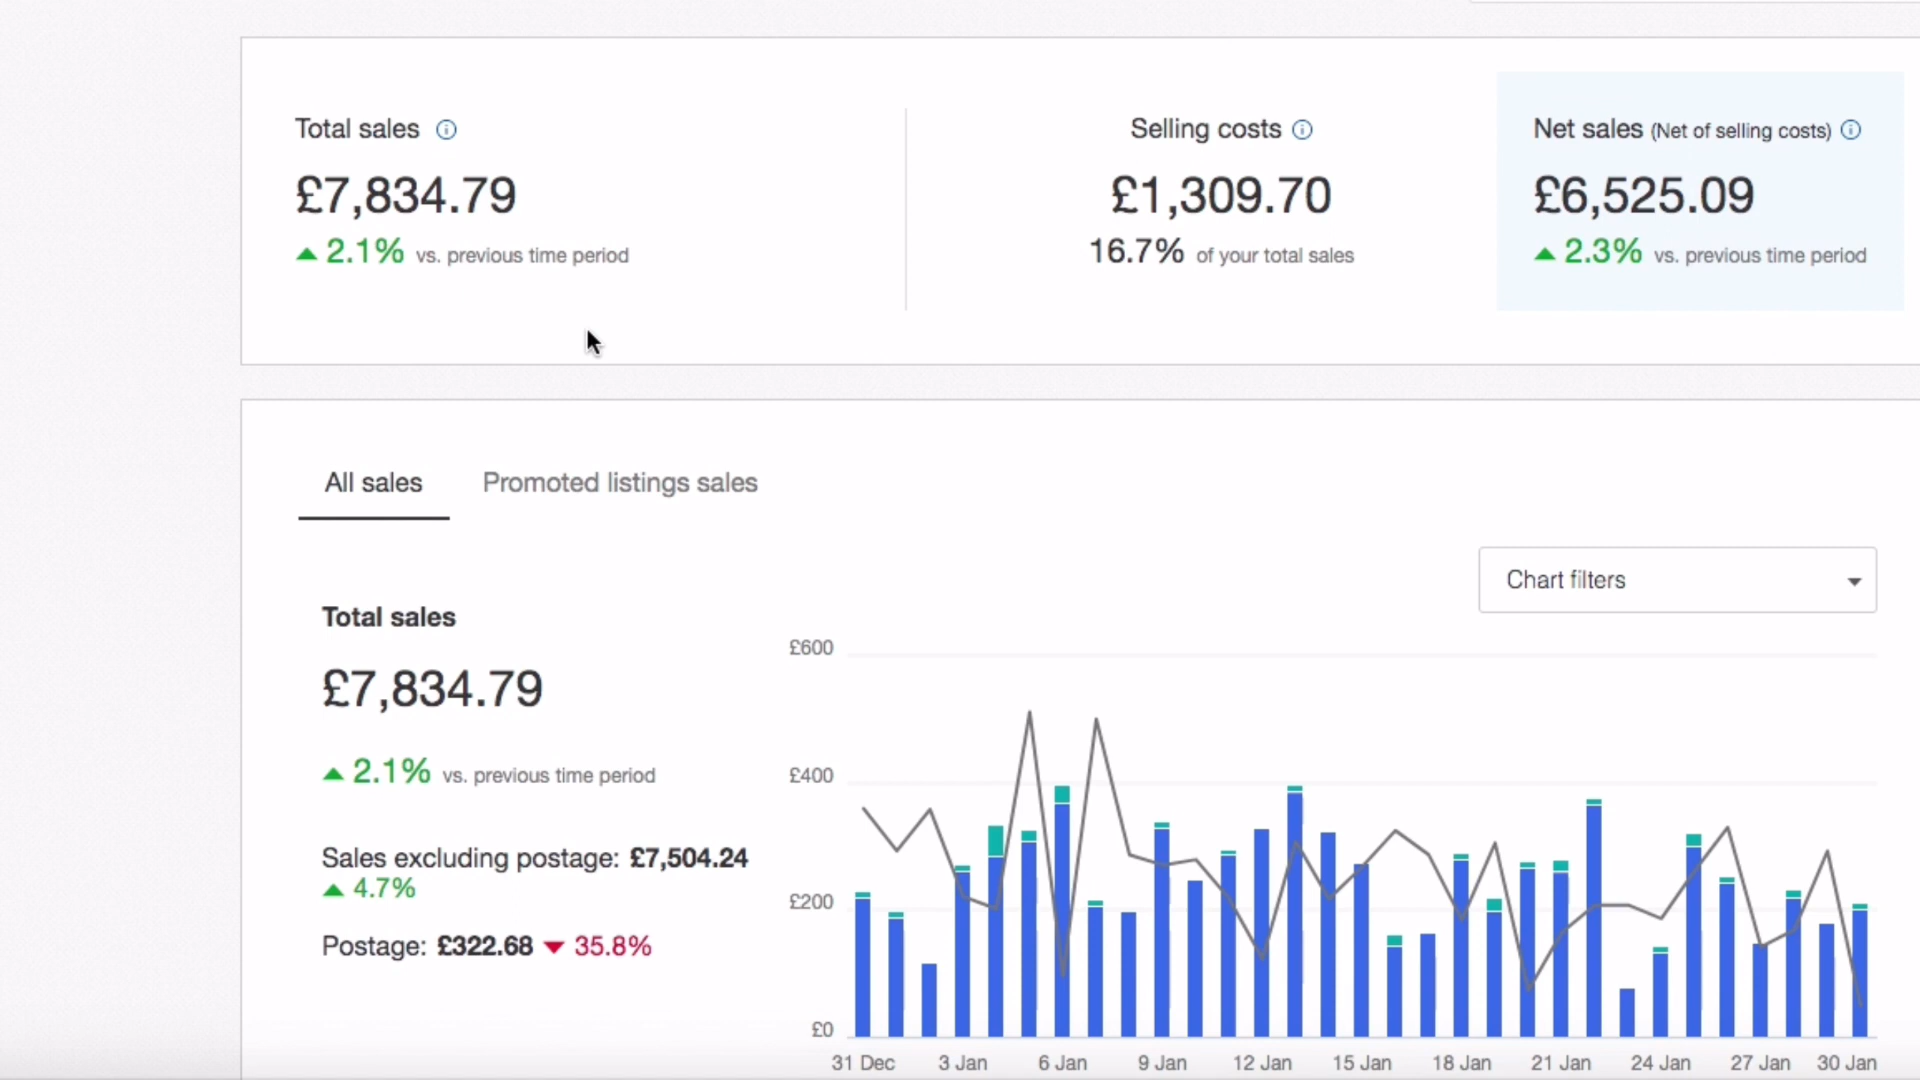 Total sales
£7,834.79
2.1% vs. previous time period
Selling costs
£1,309.70
16.7% of your total sales
Net sales (Net of selling costs)
£6,525.09
2.3% vs. previous time period
All sales
Promoted listings sales
Chart filters
Total sales
£7,834.79
2.1% vs. previous time period
Sales excluding postage: £7,504.24
4.7%
Postage: £322.68 35.8%
£600
£400
£200
£0
31 Dec 3 Jan 6 Jan 9 Jan 12 Jan 15 Jan 18 Jan 21 Jan 24 Jan 27 Jan 30 Jan